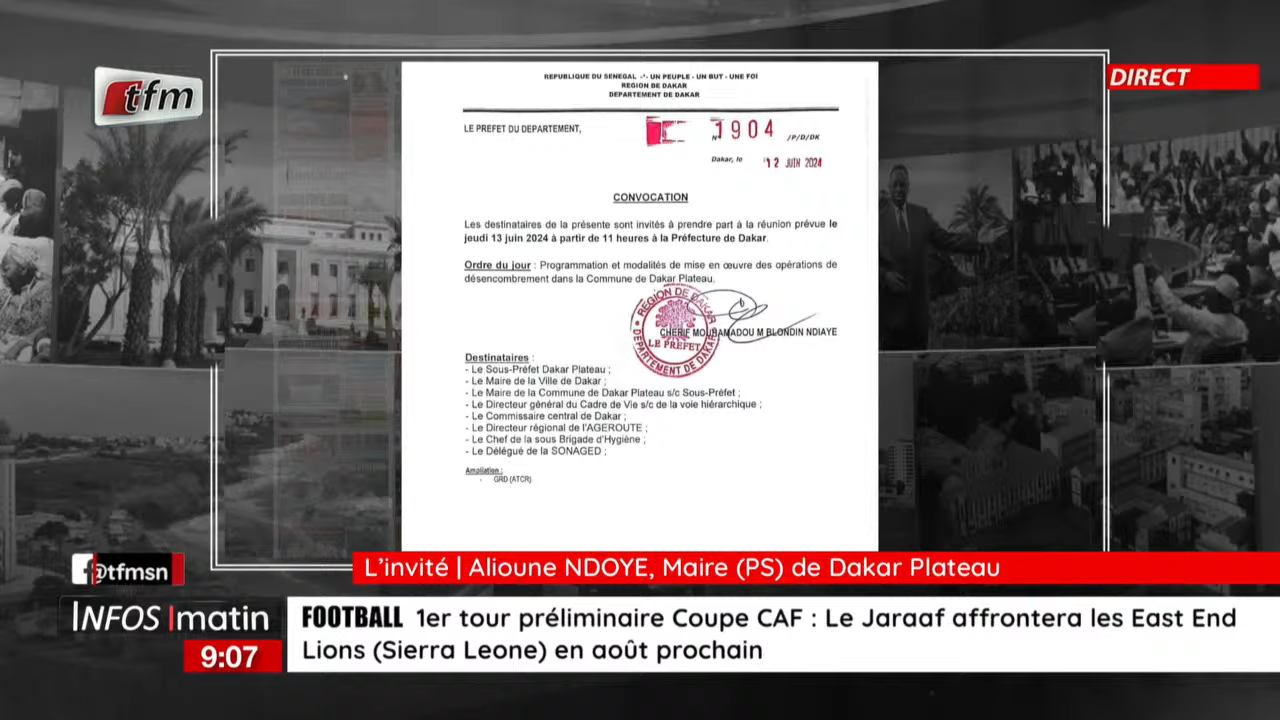 tfm
DIRECT
REPUBLIQUE DU SENEGAL -*- UN PEUPLE - UN BUT - UNE FOI
REGION DE DAKAR
DEPARTEMENT DE DAKAR
LE PREFET DU DEPARTEMENT,
N° 1904 /P/D/DK
Dakar, le 12 JUIN 2024
CONVOCATION
Les destinataires de la présente sont invités à prendre part à la réunion prévue le
jeudi 13 juin 2024 à partir de 11 heures à la Préfecture de Dakar.
Ordre du jour : Programmation et modalités de mise en œuvre des opérations de
désencombrement dans la Commune de Dakar Plateau.
REGION DE DAKAR
CHERIF MOUHAMADOU M BLONDIN NDIAYE
LE PREFET
DEPARTEMENT DE DAKAR
Destinataires :
- Le Sous-Préfet Dakar Plateau ;
- Le Maire de la Ville de Dakar ;
- Le Maire de la Commune de Dakar Plateau s/c Sous-Préfet ;
- Le Directeur général du Cadre de Vie s/c de la voie hiérarchique ;
- Le Commissaire central de Dakar ;
- Le Directeur régional de l'AGEROUTE ;
- Le Chef de la sous Brigade d'Hygiène ;
- Le Délégué de la SONAGED ;
Ampliation :
- GRD (ATCR)
@tfmsn
L'invité | Alioune NDOYE, Maire (PS) de Dakar Plateau
INFOS matin
9:07
FOOTBALL 1er tour préliminaire Coupe CAF : Le Jaraaf affrontera les East End
Lions (Sierra Leone) en août prochain